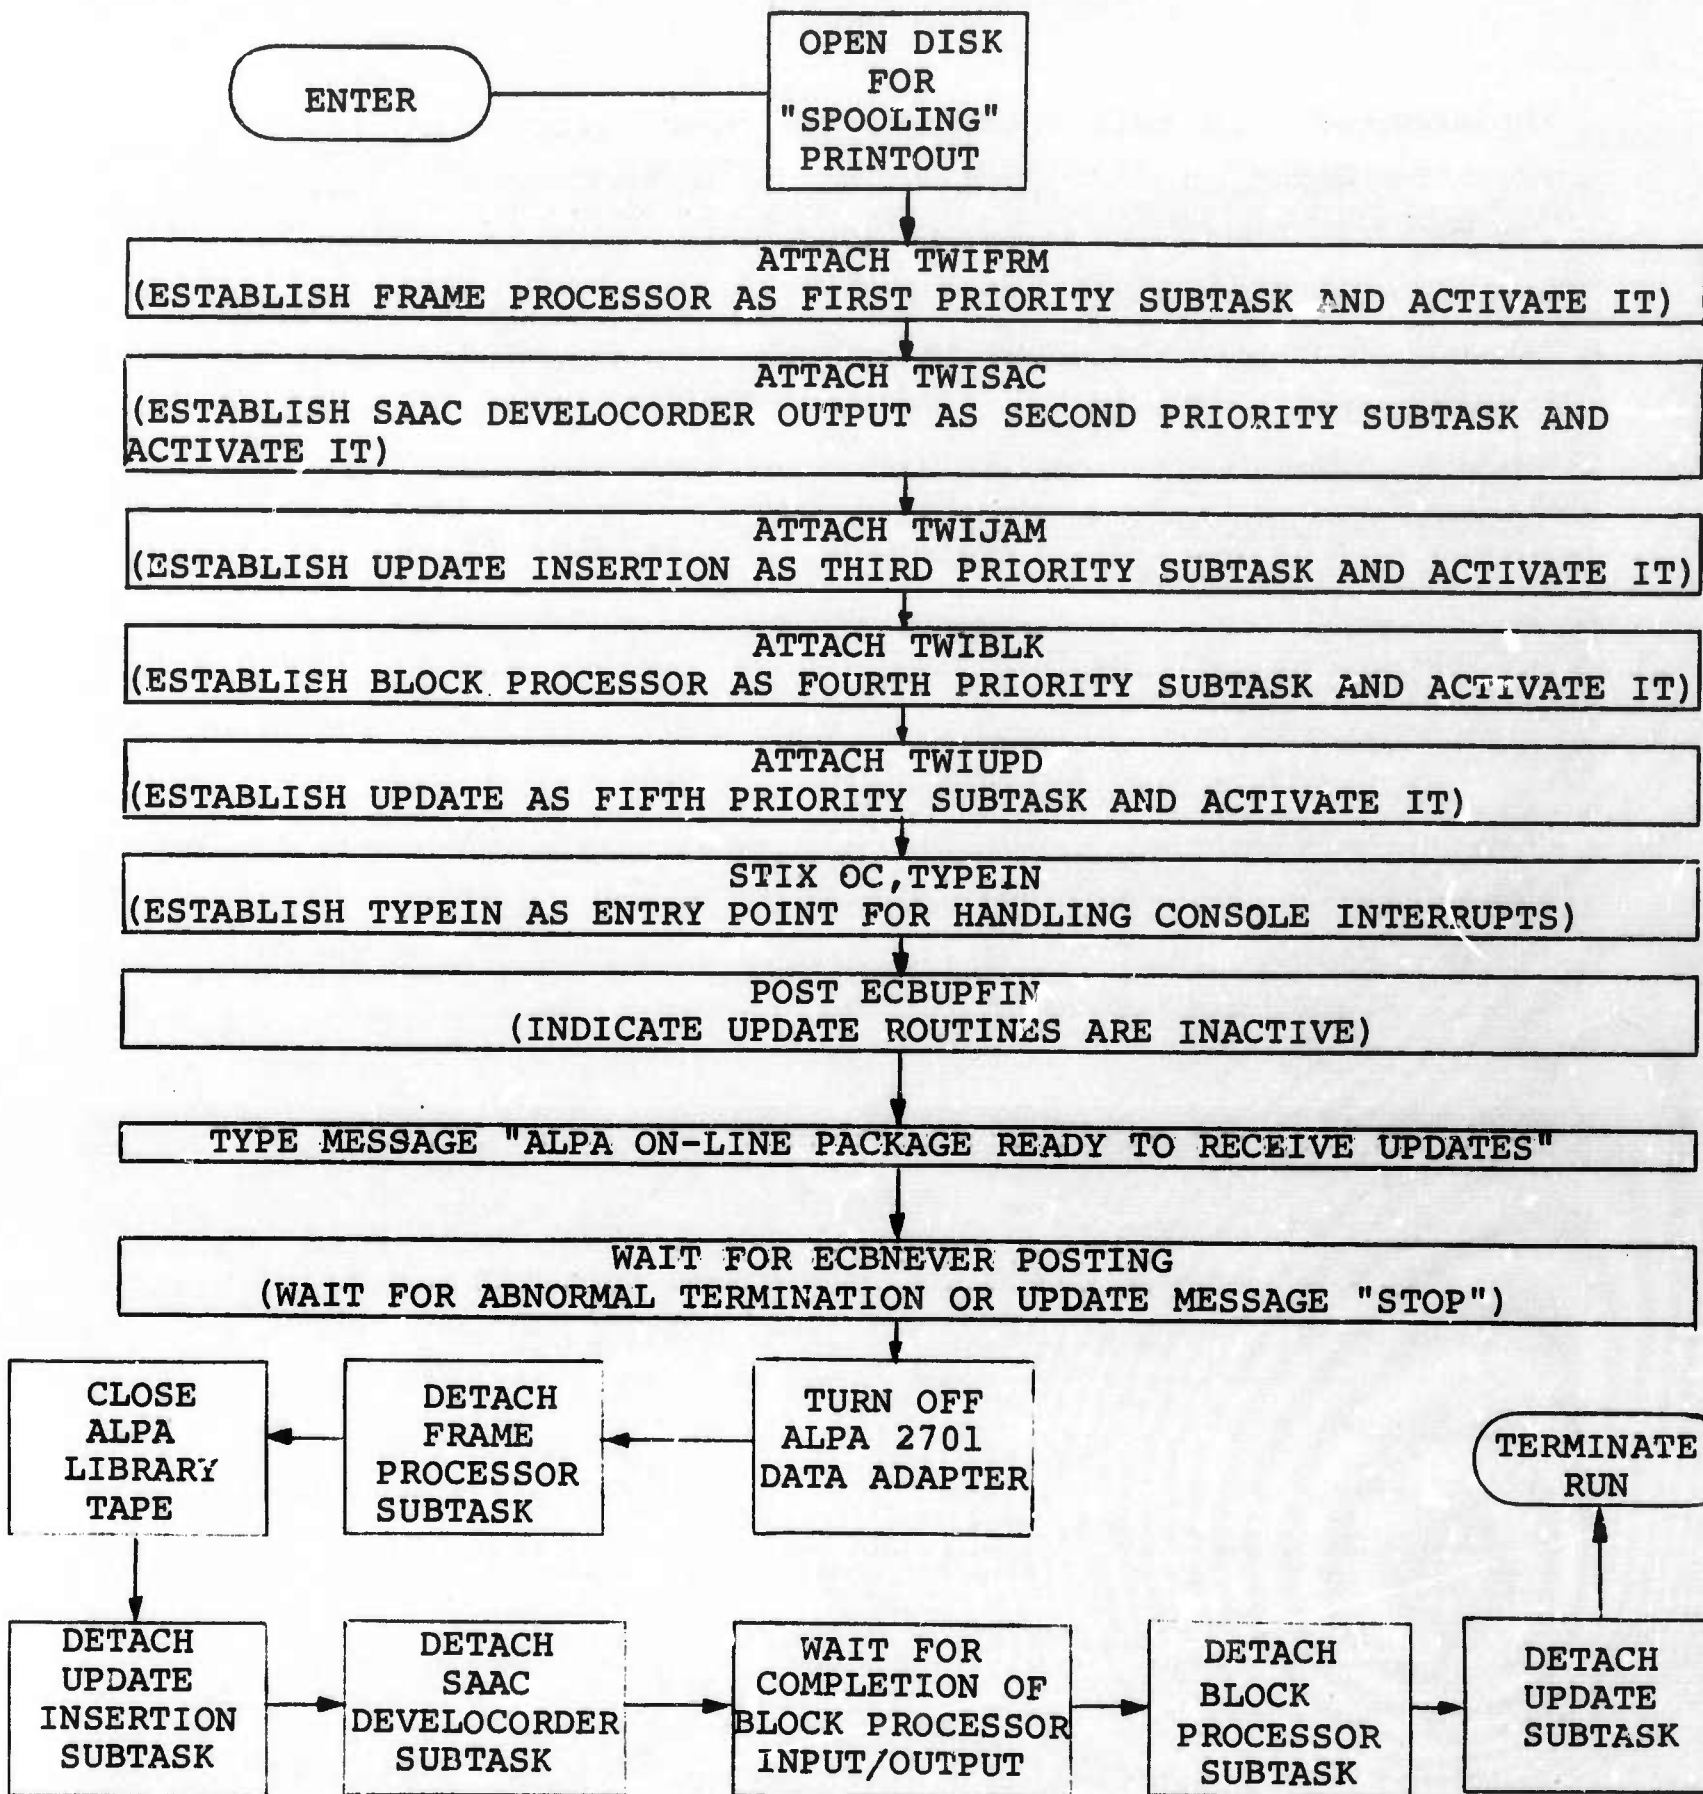 ENTER
OPEN DISK
FOR
"SPOOLING"
PRINTOUT
ATTACH TWIFRM
(ESTABLISH FRAME PROCESSOR AS FIRST PRIORITY SUBTASK AND ACTIVATE IT)
ATTACH TWISAC
(ESTABLISH SAAC DEVELOCORDER OUTPUT AS SECOND PRIORITY SUBTASK AND
ACTIVATE IT)
ATTACH TWIJAM
(ESTABLISH UPDATE INSERTION AS THIRD PRIORITY SUBTASK AND ACTIVATE IT)
ATTACH TWIBLK
(ESTABLISH BLOCK PROCESSOR AS FOURTH PRIORITY SUBTASK AND ACTIVATE IT)
ATTACH TWIUPD
(ESTABLISH UPDATE AS FIFTH PRIORITY SUBTASK AND ACTIVATE IT)
STIX OC,TYPEIN
(ESTABLISH TYPEIN AS ENTRY POINT FOR HANDLING CONSOLE INTERRUPTS)
POST ECBUPFIN
(INDICATE UPDATE ROUTINES ARE INACTIVE)
TYPE MESSAGE "ALPA ON-LINE PACKAGE READY TO RECEIVE UPDATES"
WAIT FOR ECBNEVER POSTING
(WAIT FOR ABNORMAL TERMINATION OR UPDATE MESSAGE "STOP")
TURN OFF
ALPA 2701
DATA ADAPTER
DETACH
FRAME
PROCESSOR
SUBTASK
CLOSE
ALPA
LIBRARY
TAPE
DETACH
UPDATE
INSERTION
SUBTASK
DETACH
SAAC
DEVELOCORDER
SUBTASK
WAIT FOR
COMPLETION OF
BLOCK PROCESSOR
INPUT/OUTPUT
DETACH
BLOCK
PROCESSOR
SUBTASK
DETACH
UPDATE
SUBTASK
TERMINATE
RUN